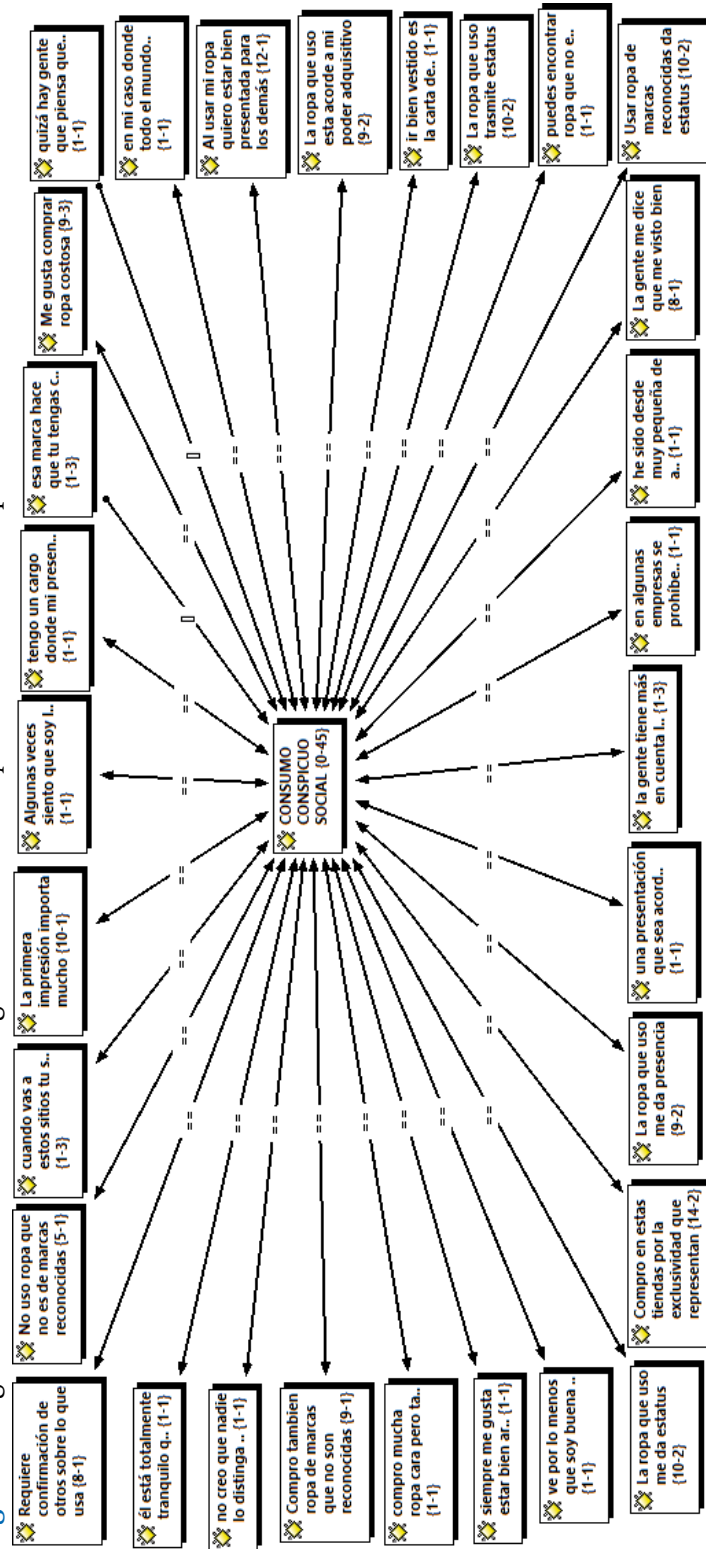 Requiere
confirmación de
otros sobre lo que
usa {8-1}
No uso ropa que
no es de marcas
reconocidas {5-1}
cuando vas a
estos sitios tu s..
{1-3}
La primera
impresión importa
mucho {10-1}
Algunas veces
siento que soy l..
{1-1}
tengo un cargo
donde mi presen..
{1-1}
esa marca hace
que tu tengas c..
{1-3}
Me gusta comprar
ropa costosa {9-3}
quizá hay gente
que piensa que..
{1-1}
él está totalmente
tranquilo q.. {1-1}
no creo que nadie
lo distinga .. {1-1}
Compro tambien
ropa de marcas
que no son
reconocidas {9-1}
compro mucha
ropa cara pero ta..
{1-1}
siempre me gusta
estar bien ar.. {1-1}
ve por lo menos
que soy buena ..
{1-1}
La ropa que uso
me da estatus
{10-2}
CONSUMO
CONSPICUO
SOCIAL {0-45}
en mi caso donde
todo el mundo..
{1-1}
Al usar mi ropa
quiero estar bien
presentada para
los demás {12-1}
La ropa que uso
esta acorde a mi
poder adquisitivo
{9-2}
ir bien vestido es
la carta de.. {1-1}
La ropa que uso
trasmite estatus
{10-2}
puedes encontrar
ropa que no e..
{1-1}
Usar ropa de
marcas
reconocidas da
estatus {10-2}
Compro en estas
tiendas por la
exclusividad que
representan {14-2}
La ropa que uso
me da presencia
{9-2}
una presentación
que sea acord..
{1-1}
la gente tiene más
en cuenta l.. {1-3}
en algunas
empresas se
prohíbe.. {1-1}
he sido desde
muy pequeña de
a.. {1-1}
La gente me dice
que me visto bien
{8-1}